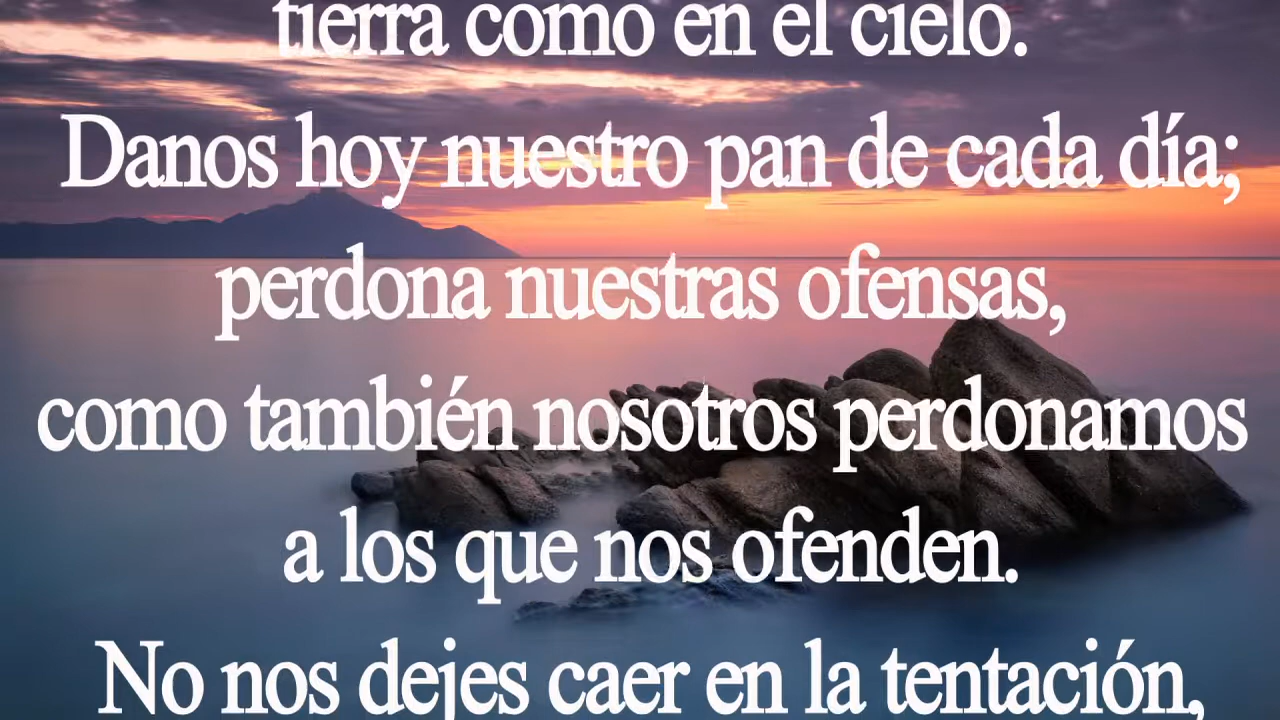 tierra como en el cielo.
Danos hoy nuestro pan de cada día;
perdona nuestras ofensas,
como también nosotros perdonamos
a los que nos ofenden.
No nos dejes caer en la tentación,